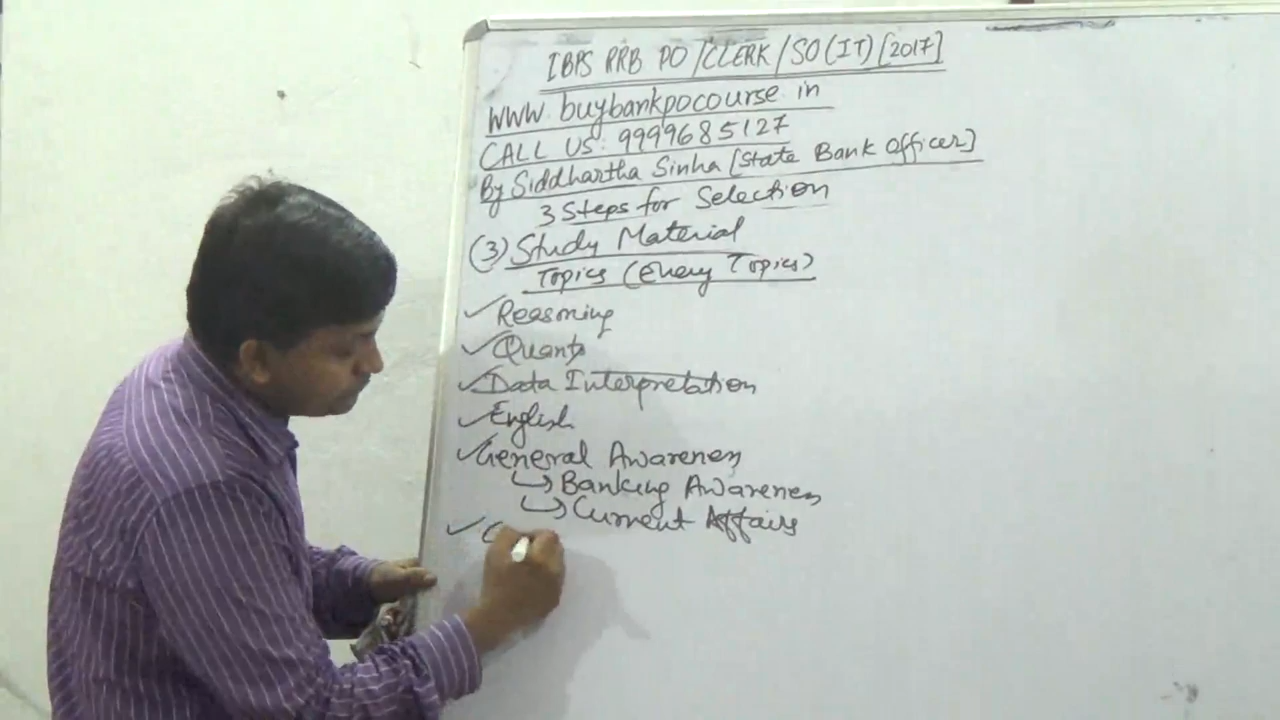 IBPS RRB PO/CLERK/SO(IT)[2017]
WWW.buybankpocourse.in
CALL US: 9999685127
By Siddhartha Sinha [State Bank Officer]
3 Steps for Selection
(3) Study Material
Topics (Every Topics)
✓ Reasoning
✓ Quants
✓ Data Interpretation
✓ English
✓ General Awareness
↳ Banking Awareness
↳ Current Affairs
✓ C